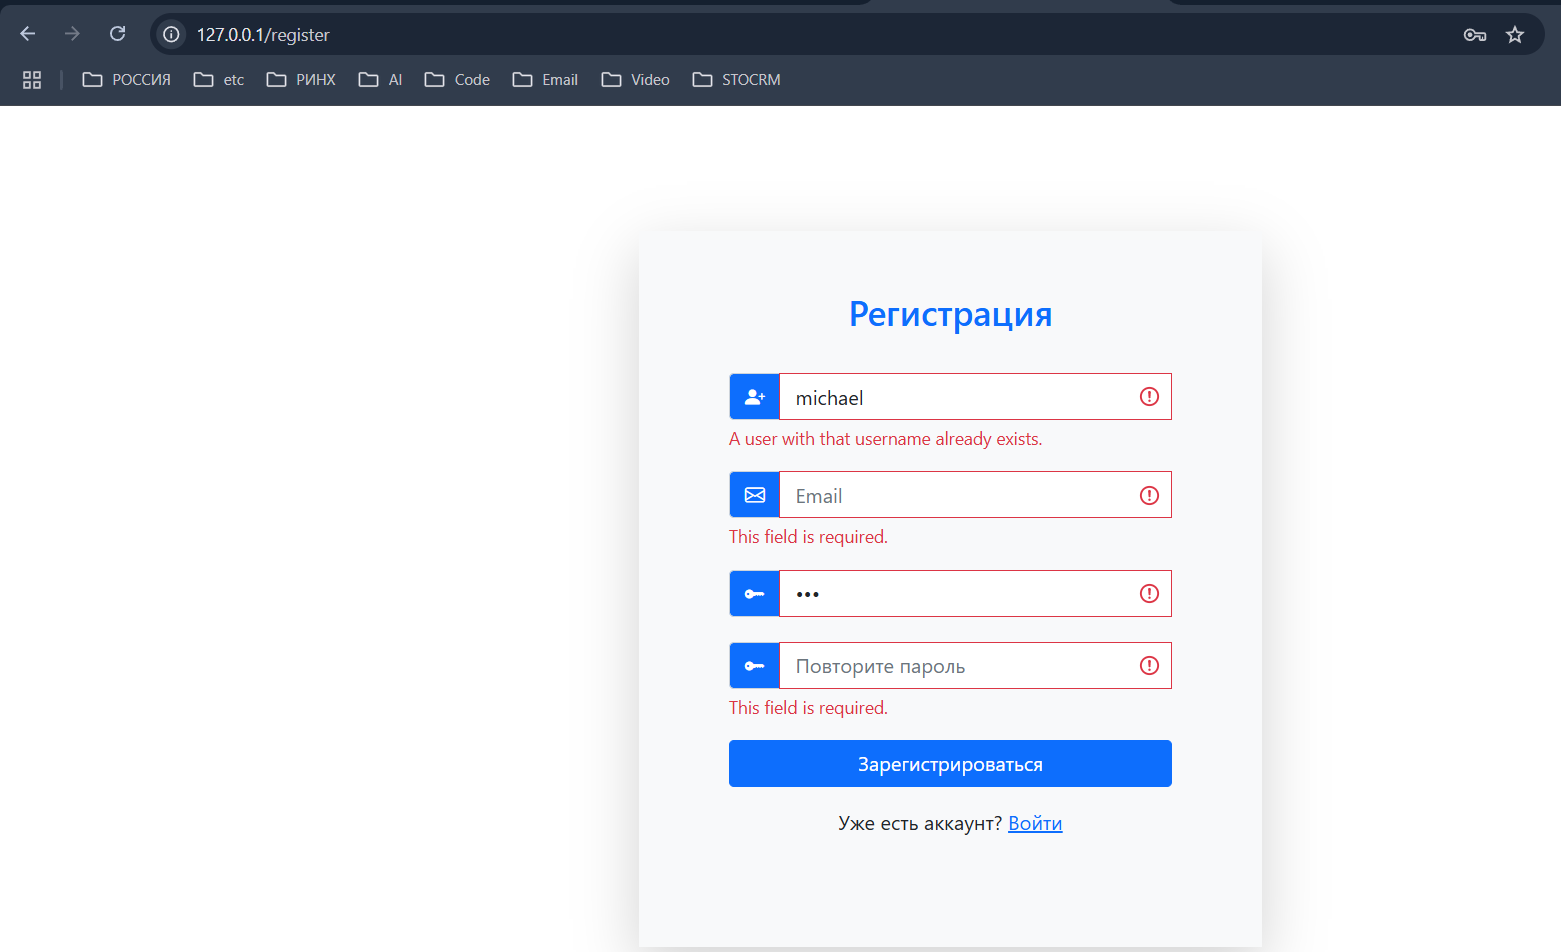 127.0.0.1/register
РОССИЯ etc РИНХ AI Code Email Video STOCRM
Регистрация
michael
A user with that username already exists.
Email
This field is required.
•••
Повторите пароль
This field is required.
Зарегистрироваться
Уже есть аккаунт? Войти